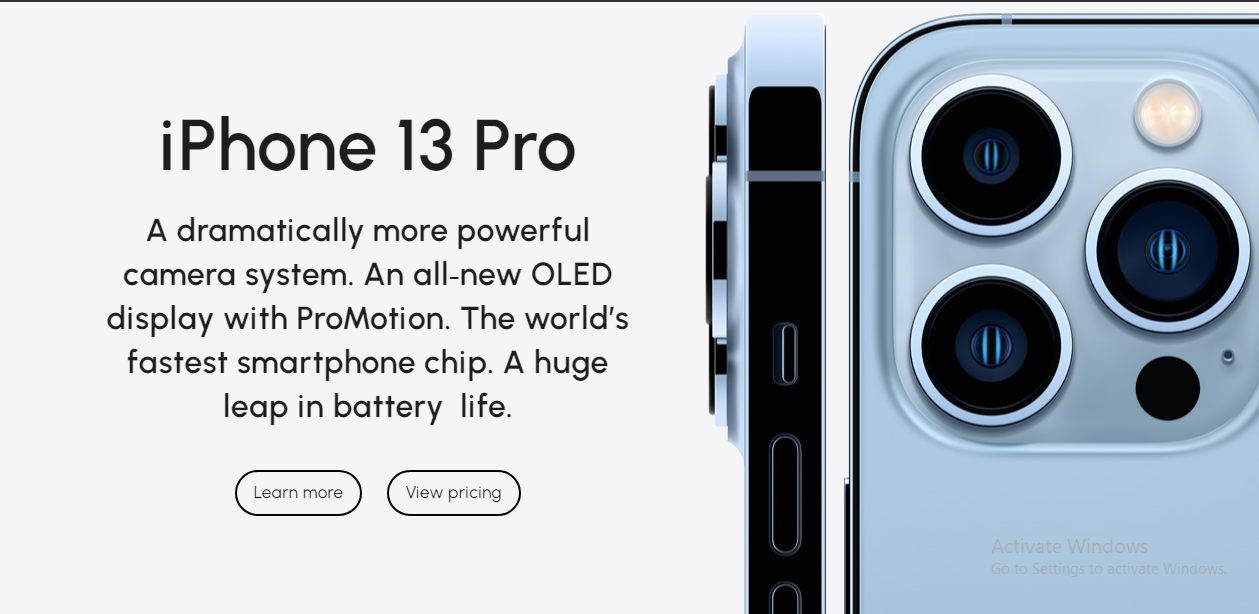 iPhone 13 Pro
A dramatically more powerful
camera system. An all-new OLED
display with ProMotion. The world’s
fastest smartphone chip. A huge
leap in battery  life.
Learn more
View pricing
Activate Windows
Go to Settings to activate Windows.